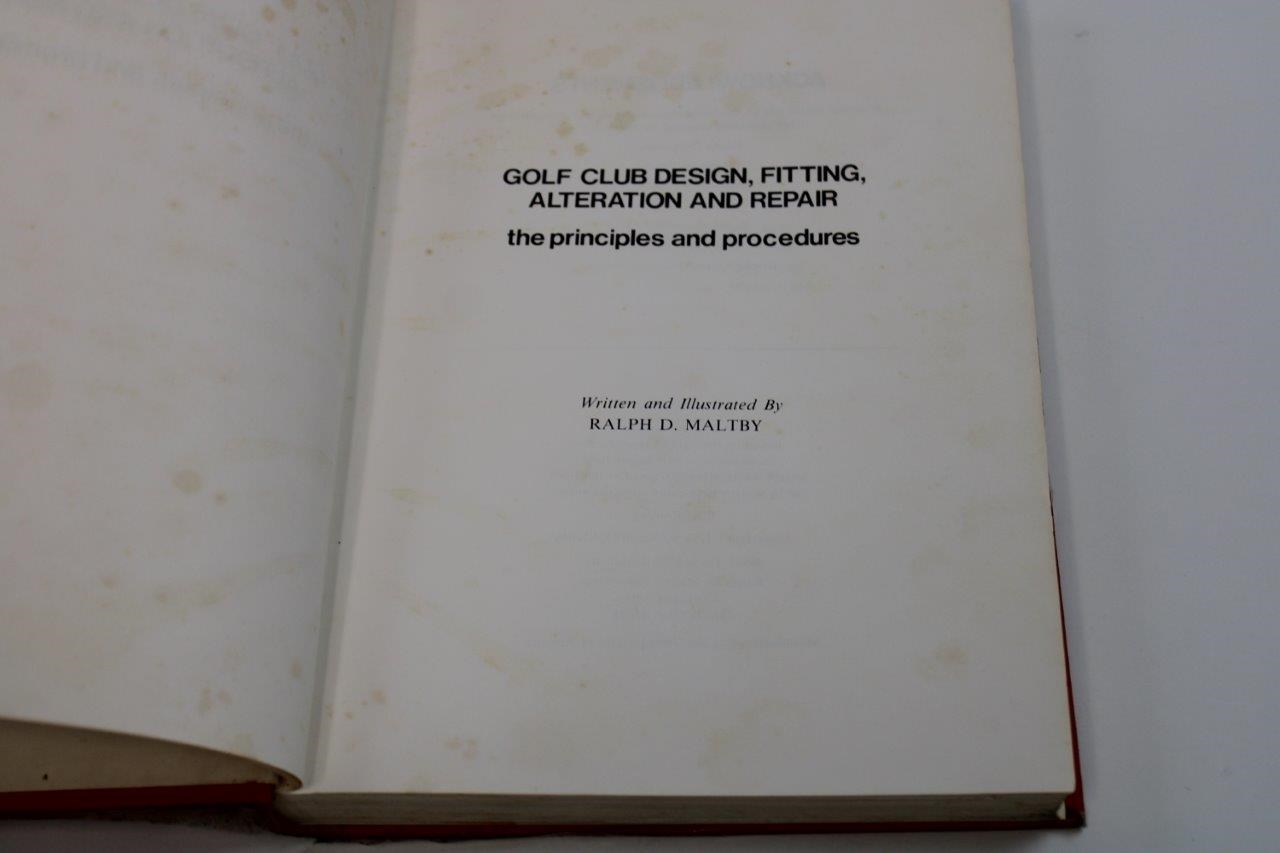 GOLF CLUB DESIGN, FITTING,
ALTERATION AND REPAIR
the principles and procedures
Written and Illustrated By
RALPH D. MALTBY